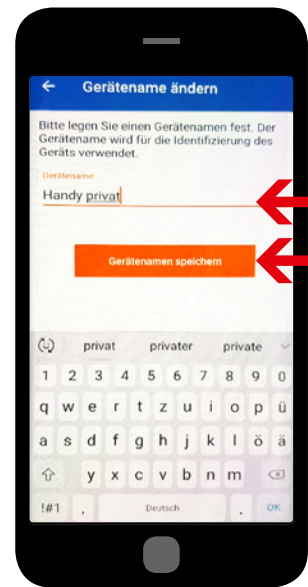 Gerätename ändern
Bitte legen Sie einen Gerätenamen fest. Der
Gerätename wird für die Identifizierung des
Geräts verwendet.
Gerätename
Handy privat
Gerätenamen speichern
privat privater private
1 2 3 4 5 6 7 8 9 0
q w e r t z u i o p ü
a s d f g h j k l ö ä
y x c v b n m
!#1 , Deutsch . OK